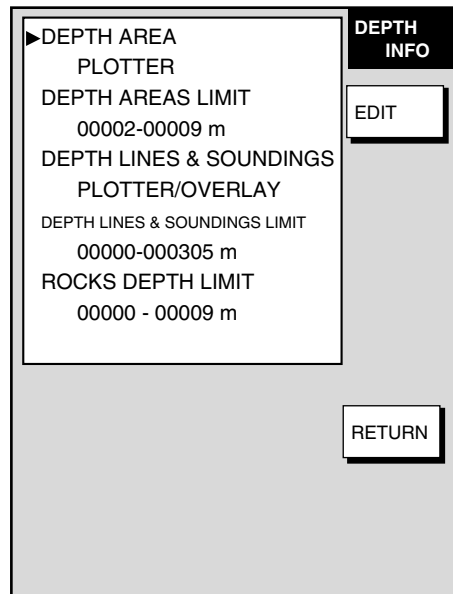 ▶DEPTH AREA
PLOTTER
DEPTH AREAS LIMIT
00002-00009 m
DEPTH LINES & SOUNDINGS
PLOTTER/OVERLAY
DEPTH LINES & SOUNDINGS LIMIT
00000-000305 m
ROCKS DEPTH LIMIT
00000 - 00009 m
DEPTH
INFO
EDIT
RETURN